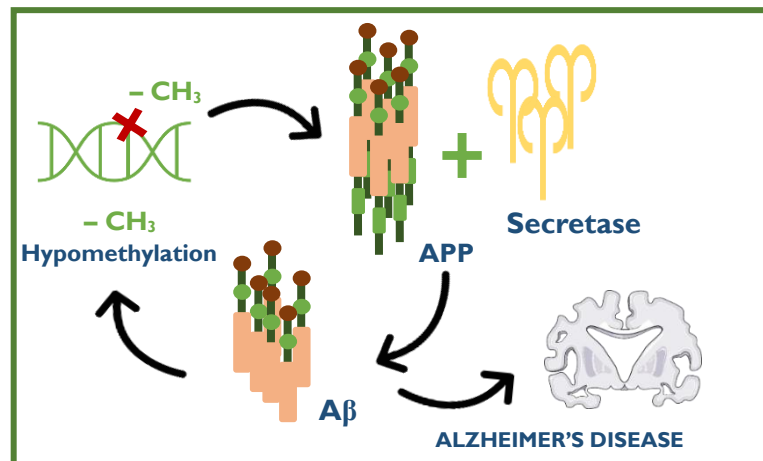 – CH₃
– CH₃
Hypomethylation
APP
+
Secretase
Aβ
ALZHEIMER'S DISEASE